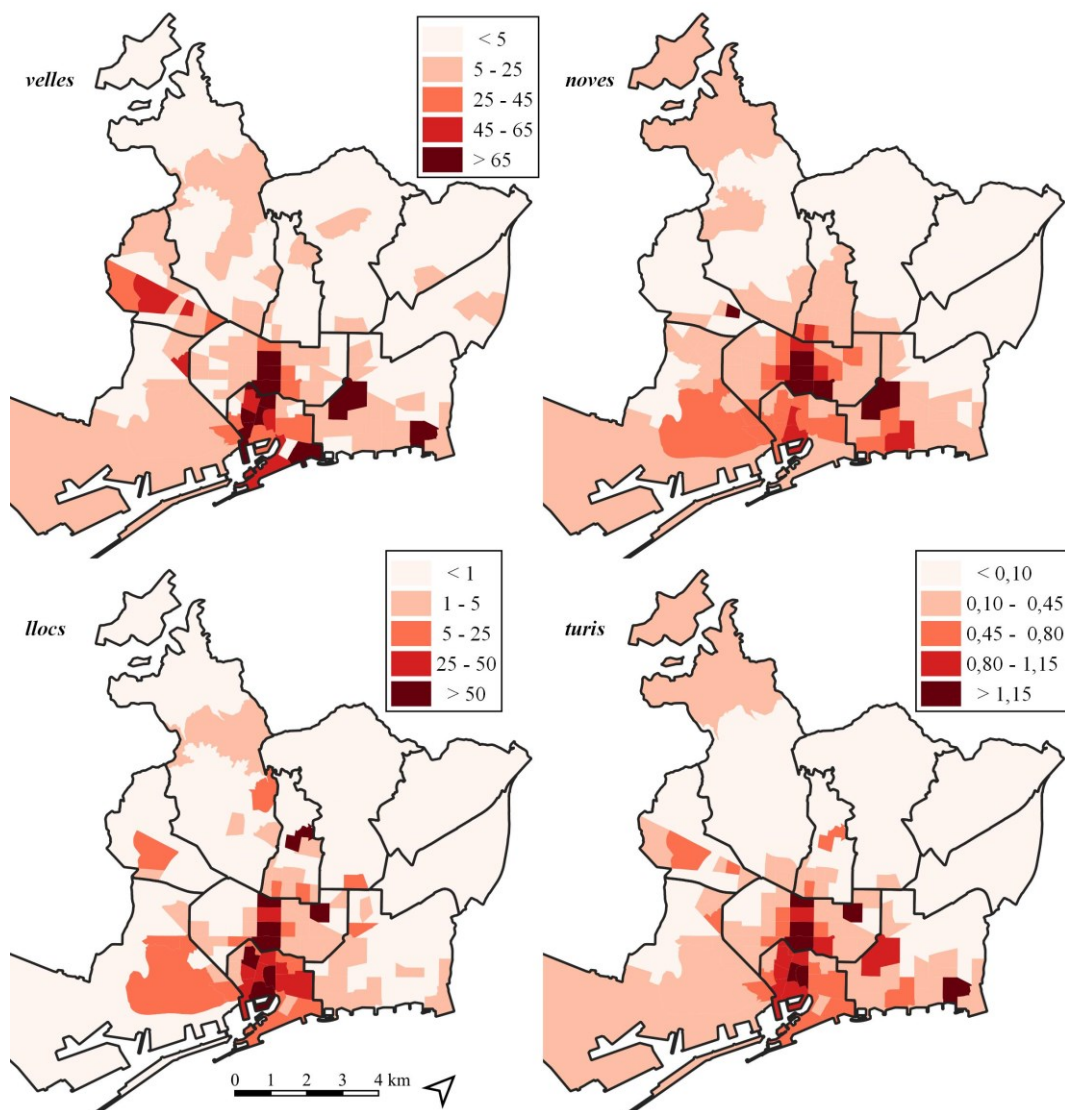 velles
< 5
5 - 25
25 - 45
45 - 65
> 65
noves
llocs
< 1
1 - 5
5 - 25
25 - 50
> 50
turis
< 0,10
0,10 - 0,45
0,45 - 0,80
0,80 - 1,15
> 1,15
0 1 2 3 4 km